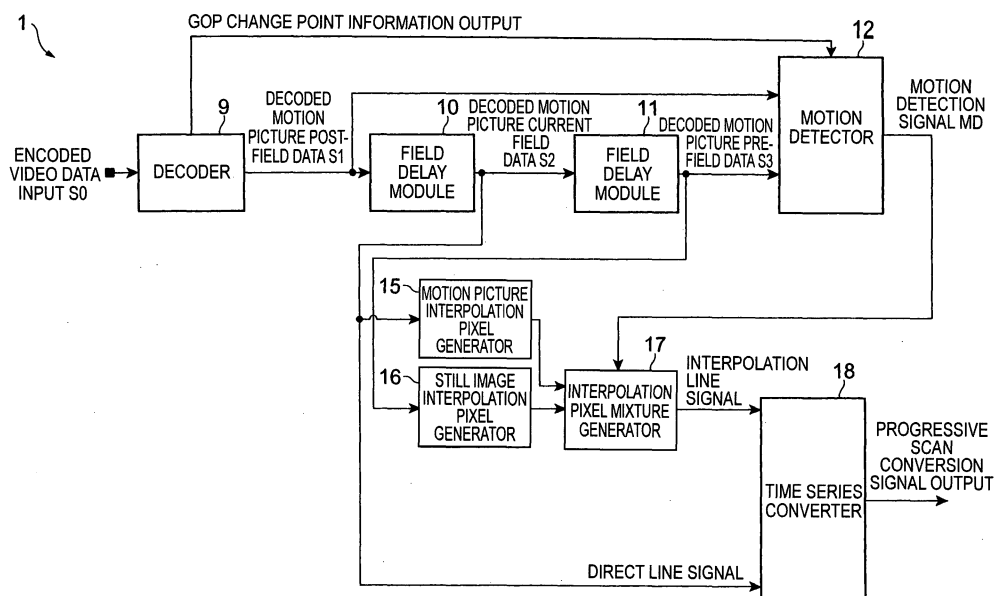 1
GOP CHANGE POINT INFORMATION OUTPUT
12
9
DECODED
MOTION
PICTURE POST-
FIELD DATA S1
10
DECODED MOTION
PICTURE CURRENT
FIELD
DATA S2
11
DECODED MOTION
PICTURE PRE-
FIELD DATA S3
MOTION
DETECTION
SIGNAL MD
ENCODED
VIDEO DATA
INPUT S0
DECODER
FIELD
DELAY
MODULE
FIELD
DELAY
MODULE
MOTION
DETECTOR
15
MOTION PICTURE
INTERPOLATION
PIXEL
GENERATOR
16
STILL IMAGE
INTERPOLATION
PIXEL
GENERATOR
17
INTERPOLATION
PIXEL MIXTURE
GENERATOR
INTERPOLATION
LINE
SIGNAL
18
TIME SERIES
CONVERTER
PROGRESSIVE
SCAN
CONVERSION
SIGNAL OUTPUT
DIRECT LINE SIGNAL